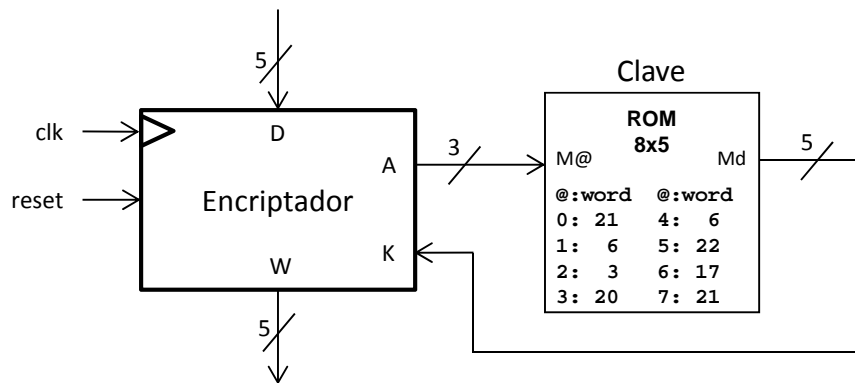 5
Clave
clk
D
ROM
8x5
3
5
A
M@
Md
reset
Encriptador
@:word @:word
0: 21 4: 6
1: 6 5: 22
2: 3 6: 17
3: 20 7: 21
K
W
5